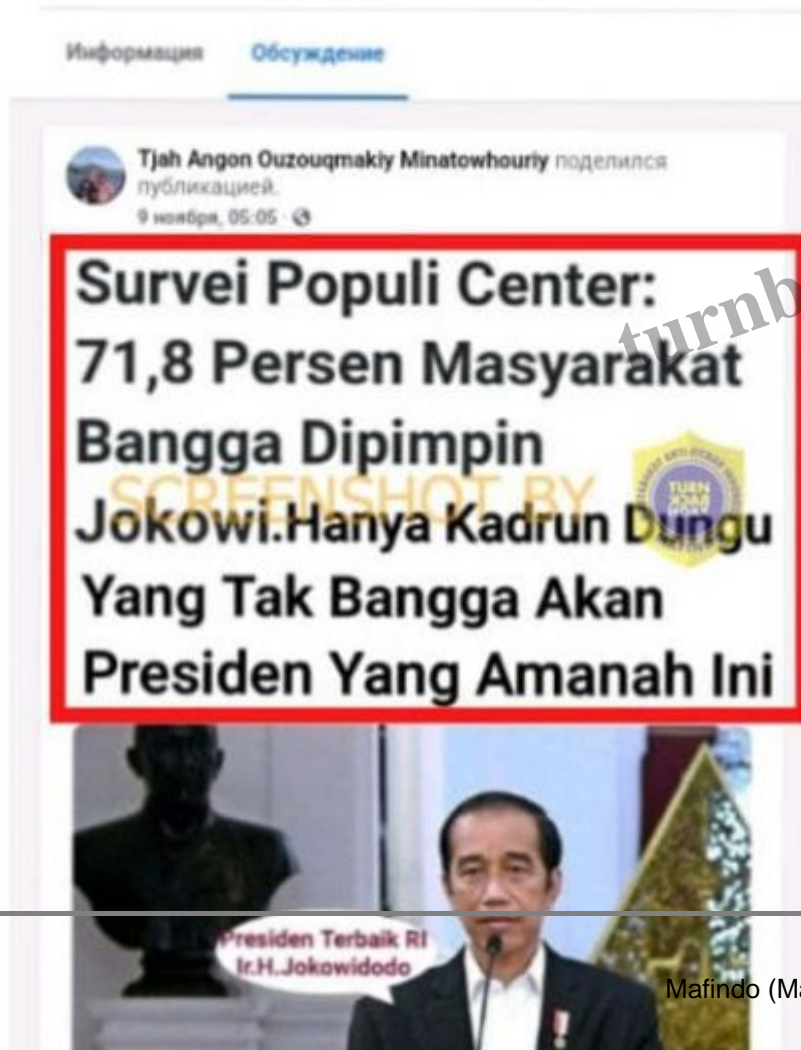 Информация Обсуждение
Tjah Angon Ouzouqmakiy Minatowhouriy поделился
публикацией.
9 ноября, 05:05
Survei Populi Center:
turnb
71,8 Persen Masyarakat
Bangga Dipimpin
SCREENSHOT BY
TURN
Jokowi.Hanya Kadrun Dungu
Yang Tak Bangga Akan
Presiden Yang Amanah Ini
Presiden Terbaik RI
Ir.H.Jokowidodo
Mafindo (Ma